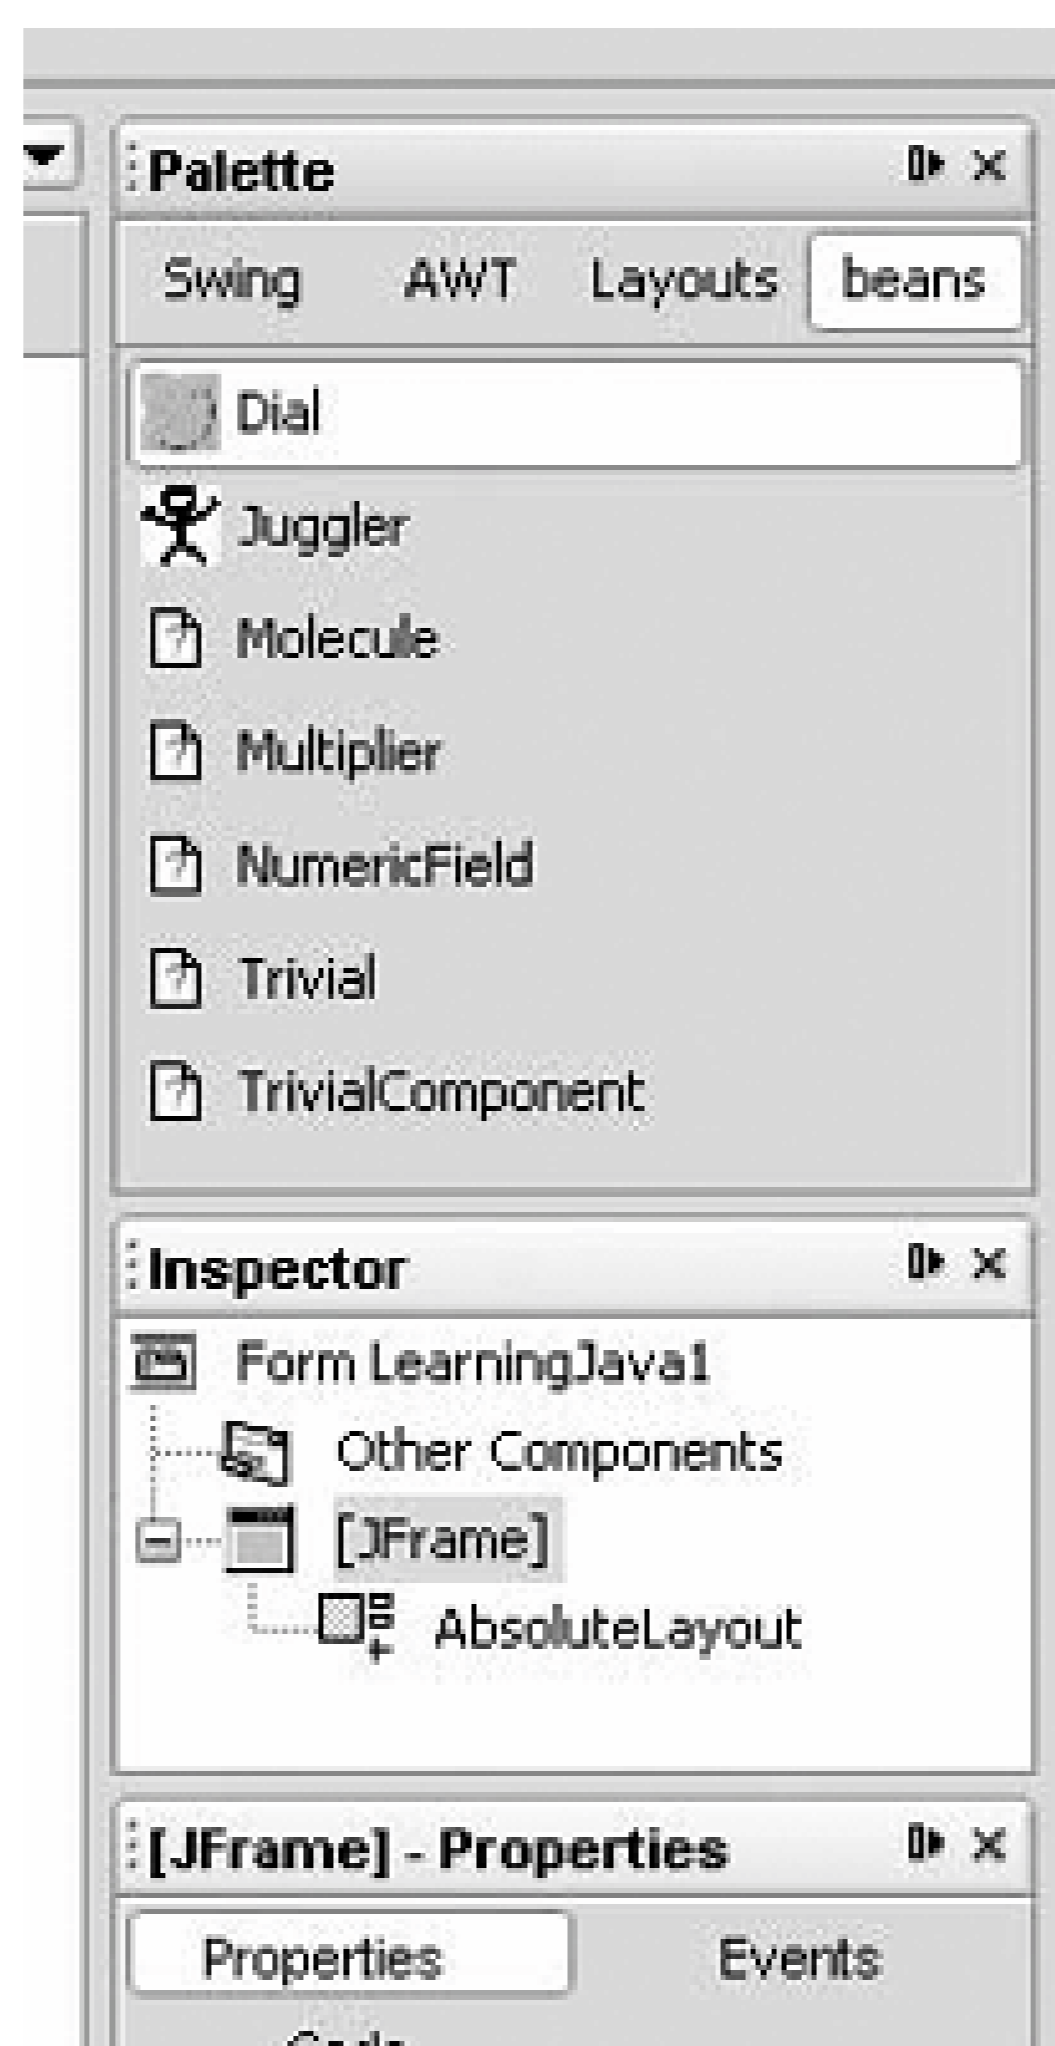 Palette
Swing AWT Layouts beans
Dial
Juggler
Molecule
Multiplier
NumericField
Trivial
TrivialComponent
Inspector
Form LearningJava1
Other Components
[JFrame]
AbsoluteLayout
[JFrame] - Properties
Properties Events